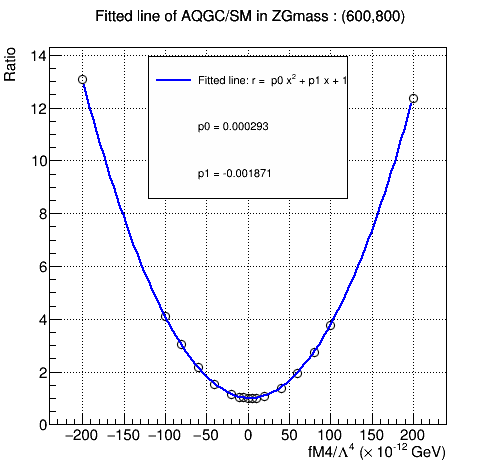 Fitted line of AQGC/SM in ZGmass : (600,800)
Ratio
14
12
10
8
6
4
2
0
Fitted line: r = p0 x² + p1 x + 1
p0 = 0.000293
p1 = -0.001871
−200 −150 −100 −50 0 50 100 150 200
fM4/Λ⁴ (× 10⁻¹² GeV)